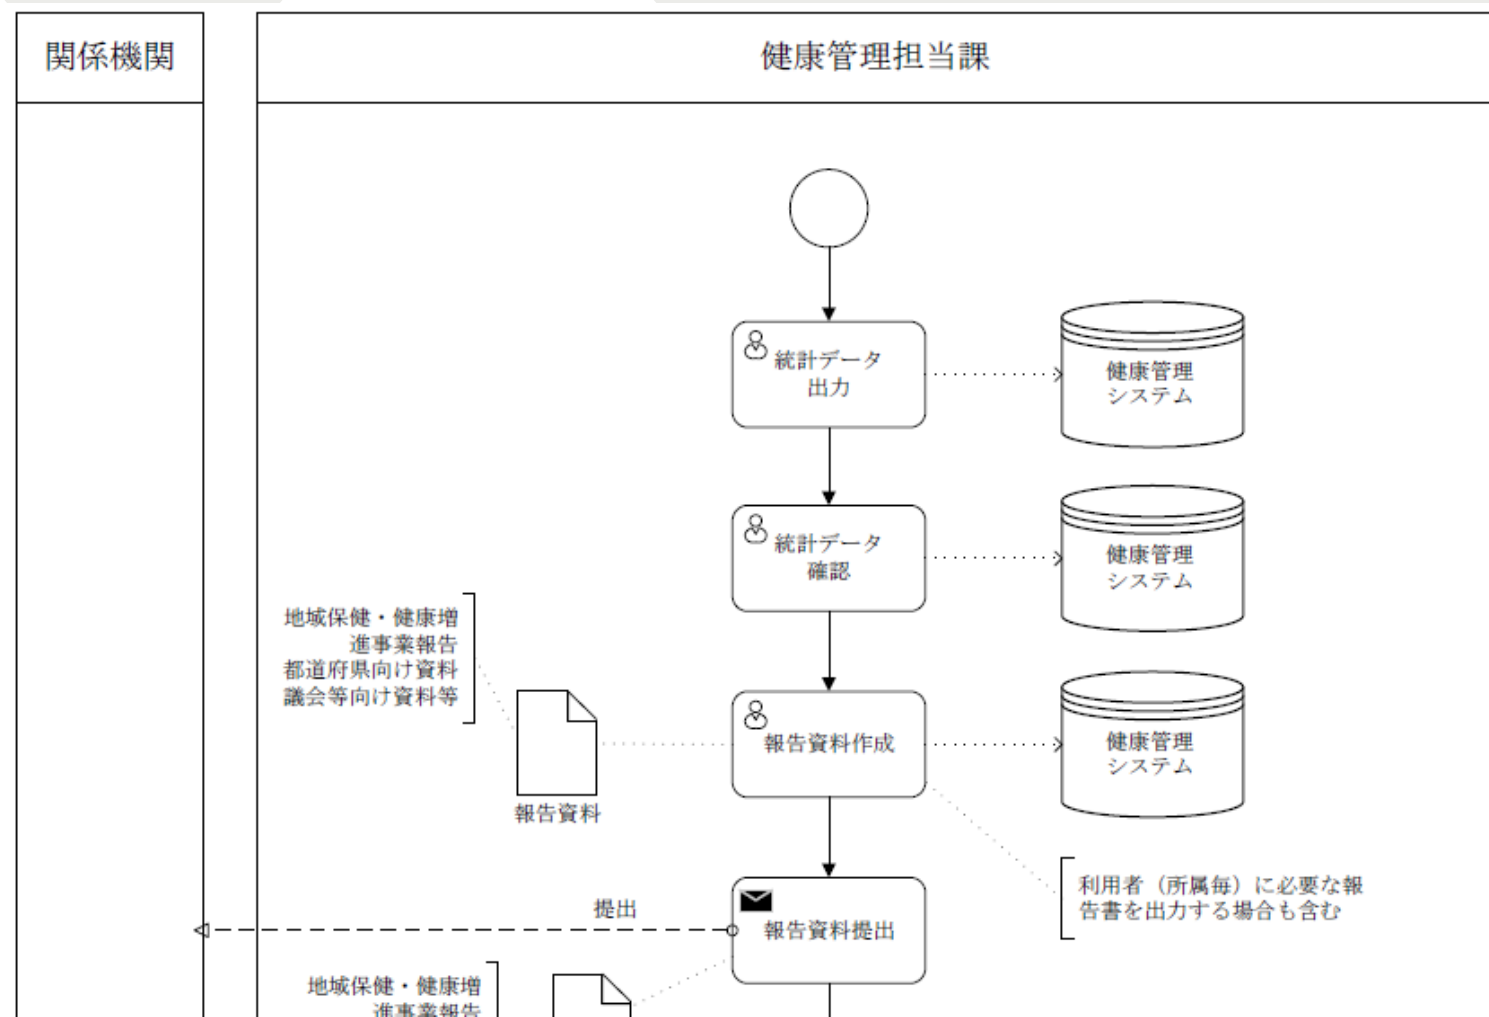 関係機関
健康管理担当課
統計データ
出力
健康管理
システム
統計データ
確認
健康管理
システム
地域保健・健康増
進事業報告
都道府県向け資料
議会等向け資料等
報告資料
報告資料作成
健康管理
システム
利用者（所属毎）に必要な報
告書を出力する場合も含む
提出
報告資料提出
地域保健・健康増
進事業報告